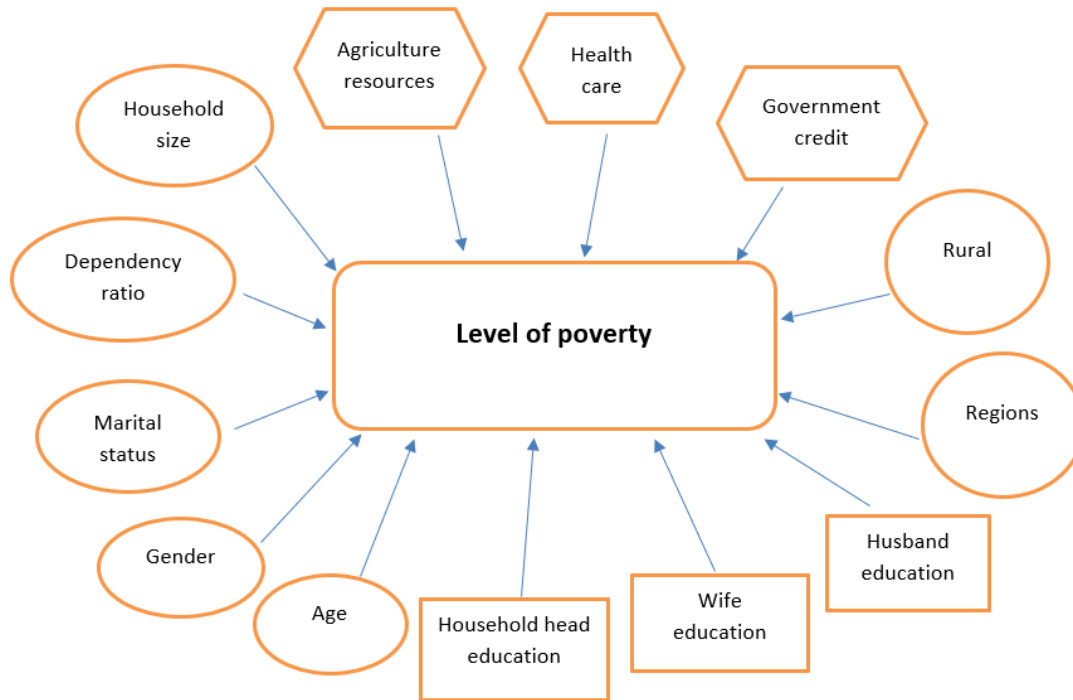 Agriculture
resources
Health
care
Government
credit
Household
size
Rural
Dependency
ratio
Level of poverty
Marital
status
Regions
Gender
Age
Household head
education
Wife
education
Husband
education